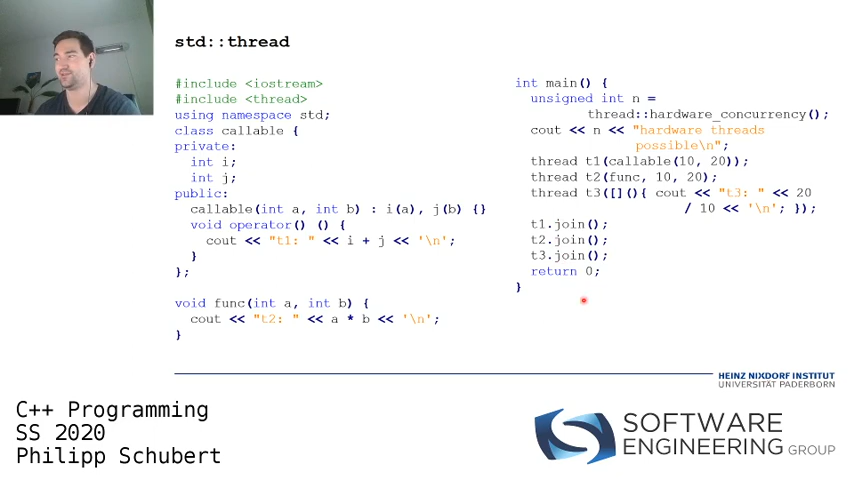 std::thread
#include <iostream>
#include <thread>
using namespace std;
class callable {
private:
int i;
int j;
public:
callable(int a, int b) : i(a), j(b) {}
void operator() () {
cout << "t1: " << i + j << '\n';
}
};
void func(int a, int b) {
cout << "t2: " << a * b << '\n';
}
int main() {
unsigned int n =
thread::hardware_concurrency();
cout << n << "hardware threads
possible\n";
thread t1(callable(10, 20));
thread t2(func, 10, 20);
thread t3([](){ cout << "t3: " << 20
/ 10 << '\n'; });
t1.join();
t2.join();
t3.join();
return 0;
}
HEINZ NIXDORF INSTITUT
UNIVERSITÄT PADERBORN
C++ Programming
SS 2020
Philipp Schubert
SOFTWARE
ENGINEERING GROUP